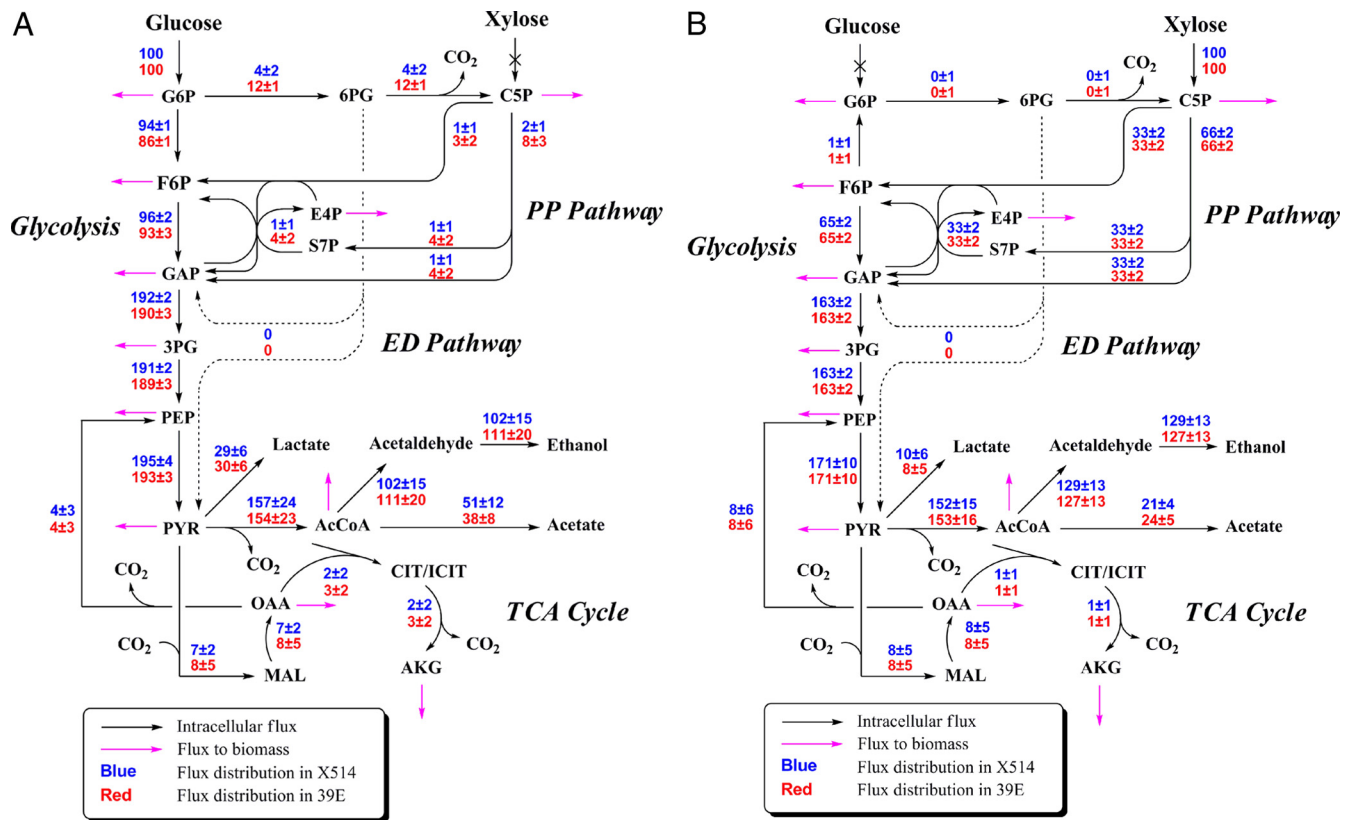 A
Glucose
Xylose
100
100
4±2
12±1
4±2
12±1
CO2
G6P
6PG
C5P
94±1
86±1
1±1
3±2
2±1
8±3
F6P
E4P
Glycolysis
PP Pathway
96±2
93±3
1±1
4±2
S7P
1±1
4±2
1±1
4±2
GAP
192±2
190±3
0
0
ED Pathway
3PG
191±2
189±3
PEP
195±4
193±3
29±6
30±6
Lactate
Acetaldehyde
102±15
111±20
Ethanol
4±3
4±3
157±24
154±23
102±15
111±20
51±12
38±8
PYR
AcCoA
Acetate
CO2
CO2
CIT/ICIT
2±2
3±2
OAA
2±2
3±2
TCA Cycle
CO2
7±2
8±5
7±2
8±5
CO2
MAL
AKG
Intracellular flux
Flux to biomass
Blue Flux distribution in X514
Red Flux distribution in 39E
B
Glucose
Xylose
100
100
0±1
0±1
0±1
0±1
CO2
G6P
6PG
C5P
1±1
1±1
33±2
33±2
66±2
66±2
F6P
E4P
Glycolysis
PP Pathway
65±2
65±2
33±2
33±2
S7P
33±2
33±2
33±2
33±2
GAP
163±2
163±2
0
0
ED Pathway
3PG
163±2
163±2
PEP
171±10
171±10
10±6
8±5
Lactate
Acetaldehyde
129±13
127±13
Ethanol
8±6
8±6
152±15
153±16
129±13
127±13
21±4
24±5
PYR
AcCoA
Acetate
CO2
CO2
CIT/ICIT
1±1
1±1
OAA
1±1
1±1
TCA Cycle
CO2
8±5
8±5
8±5
8±5
CO2
MAL
AKG
Intracellular flux
Flux to biomass
Blue Flux distribution in X514
Red Flux distribution in 39E